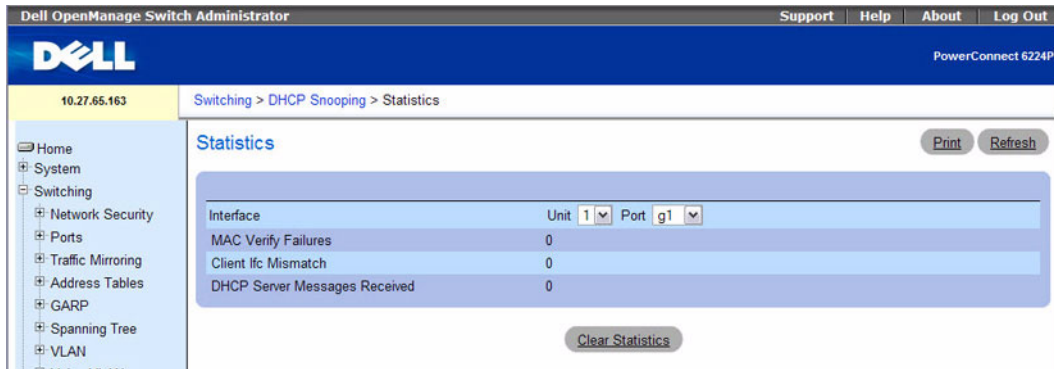 Dell OpenManage Switch Administrator Support Help About Log Out
DELL
PowerConnect 6224P
10.27.65.163
Switching > DHCP Snooping > Statistics
Home
System
Switching
Network Security
Ports
Traffic Mirroring
Address Tables
GARP
Spanning Tree
VLAN
Statistics
Print Refresh
Interface Unit 1 Port g1
MAC Verify Failures 0
Client Ifc Mismatch 0
DHCP Server Messages Received 0
Clear Statistics